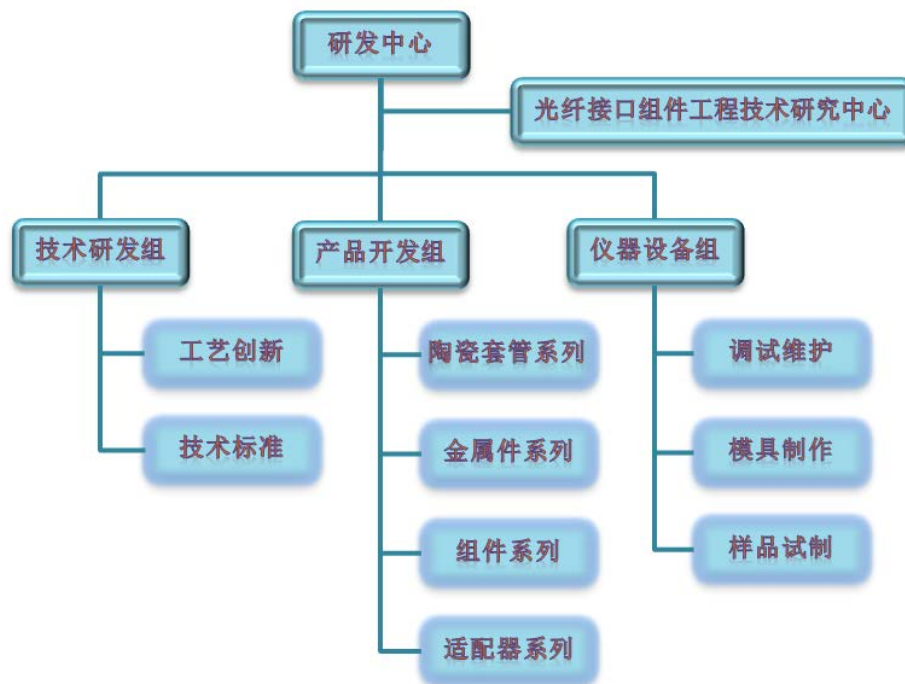 研发中心
光纤接口组件工程技术研究中心
技术研发组
产品开发组
仪器设备组
工艺创新
陶瓷套管系列
调试维护
技术标准
金属件系列
模具制作
组件系列
样品试制
适配器系列